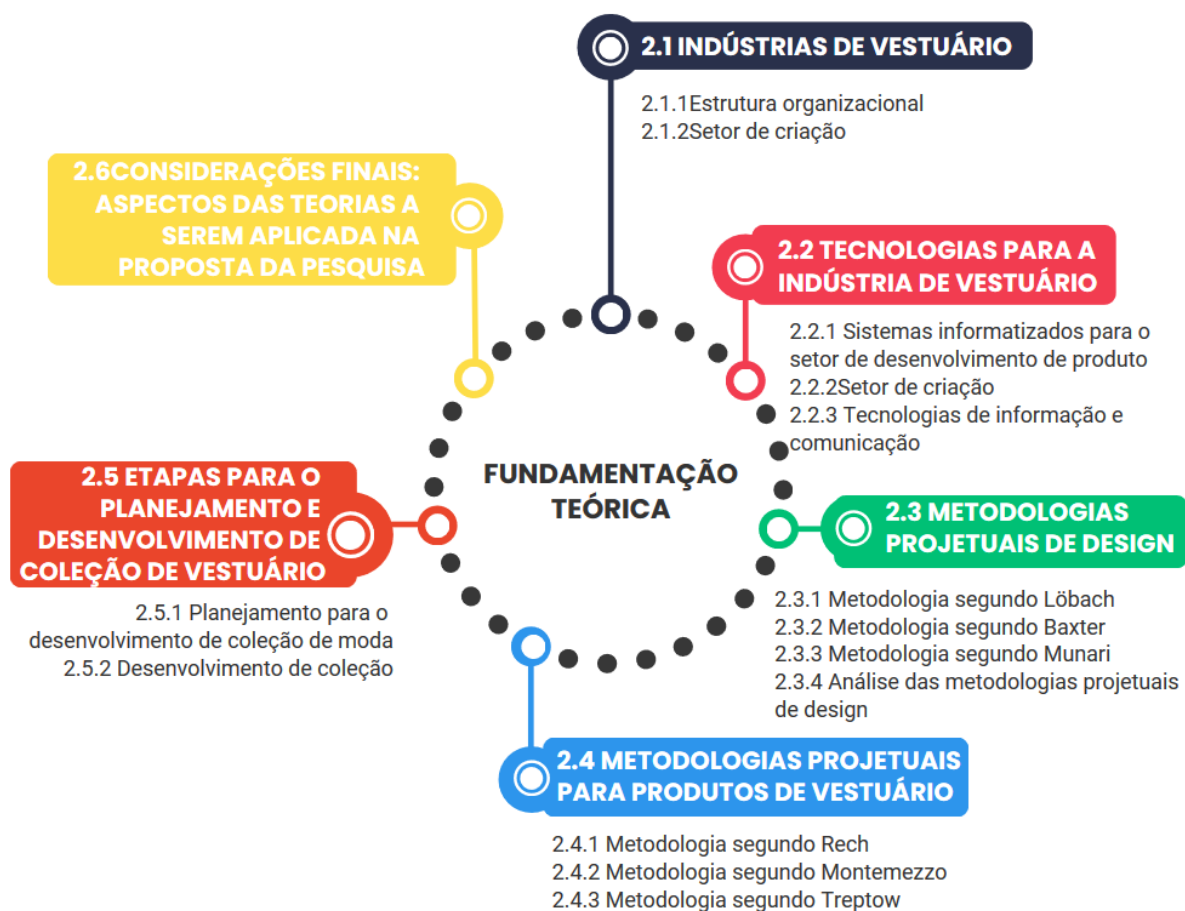 2.1 INDÚSTRIAS DE VESTUÁRIO
2.1.1Estrutura organizacional
2.1.2Setor de criação
2.2 TECNOLOGIAS PARA A
INDÚSTRIA DE VESTUÁRIO
2.2.1 Sistemas informatizados para o
setor de desenvolvimento de produto
2.2.2Setor de criação
2.2.3 Tecnologias de informação e
comunicação
2.3 METODOLOGIAS
PROJETUAIS DE DESIGN
2.3.1 Metodologia segundo Löbach
2.3.2 Metodologia segundo Baxter
2.3.3 Metodologia segundo Munari
2.3.4 Análise das metodologias projetuais
de design
2.4 METODOLOGIAS PROJETUAIS
PARA PRODUTOS DE VESTUÁRIO
2.4.1 Metodologia segundo Rech
2.4.2 Metodologia segundo Montemezzo
2.4.3 Metodologia segundo Treptow
2.5 ETAPAS PARA O
PLANEJAMENTO E
DESENVOLVIMENTO DE
COLEÇÃO DE VESTUÁRIO
2.5.1 Planejamento para o
desenvolvimento de coleção de moda
2.5.2 Desenvolvimento de coleção
2.6CONSIDERAÇÕES FINAIS:
ASPECTOS DAS TEORIAS A
SEREM APLICADA NA
PROPOSTA DA PESQUISA
FUNDAMENTAÇÃO
TEÓRICA